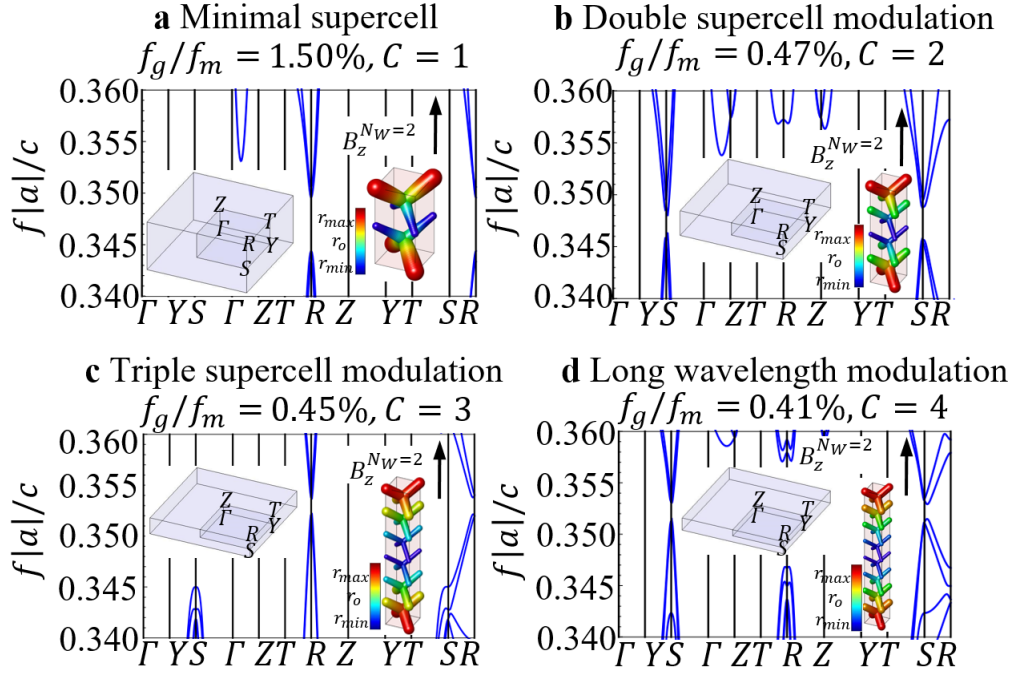 a Minimal supercell
f_g/f_m = 1.50%, C = 1
0.360
0.355
0.350
0.345
0.340
f|a|/c
B_z^{N_W=2}
Z
Γ
T
R
Y
S
r_max
r_o
r_min
Γ Y S Γ Z T R Z Y T S R
b Double supercell modulation
f_g/f_m = 0.47%, C = 2
0.360
0.355
0.350
0.345
0.340
f|a|/c
B_z^{N_W=2}
Z
Γ
T
R
Y
S
r_max
r_o
r_min
Γ Y S Γ Z T R Z Y T S R
c Triple supercell modulation
f_g/f_m = 0.45%, C = 3
0.360
0.355
0.350
0.345
0.340
f|a|/c
B_z^{N_W=2}
Z
Γ
T
R
Y
S
r_max
r_o
r_min
Γ Y S Γ Z T R Z Y T S R
d Long wavelength modulation
f_g/f_m = 0.41%, C = 4
0.360
0.355
0.350
0.345
0.340
f|a|/c
B_z^{N_W=2}
Z
Γ
T
R
Y
S
r_max
r_o
r_min
Γ Y S Γ Z T R Z Y T S R